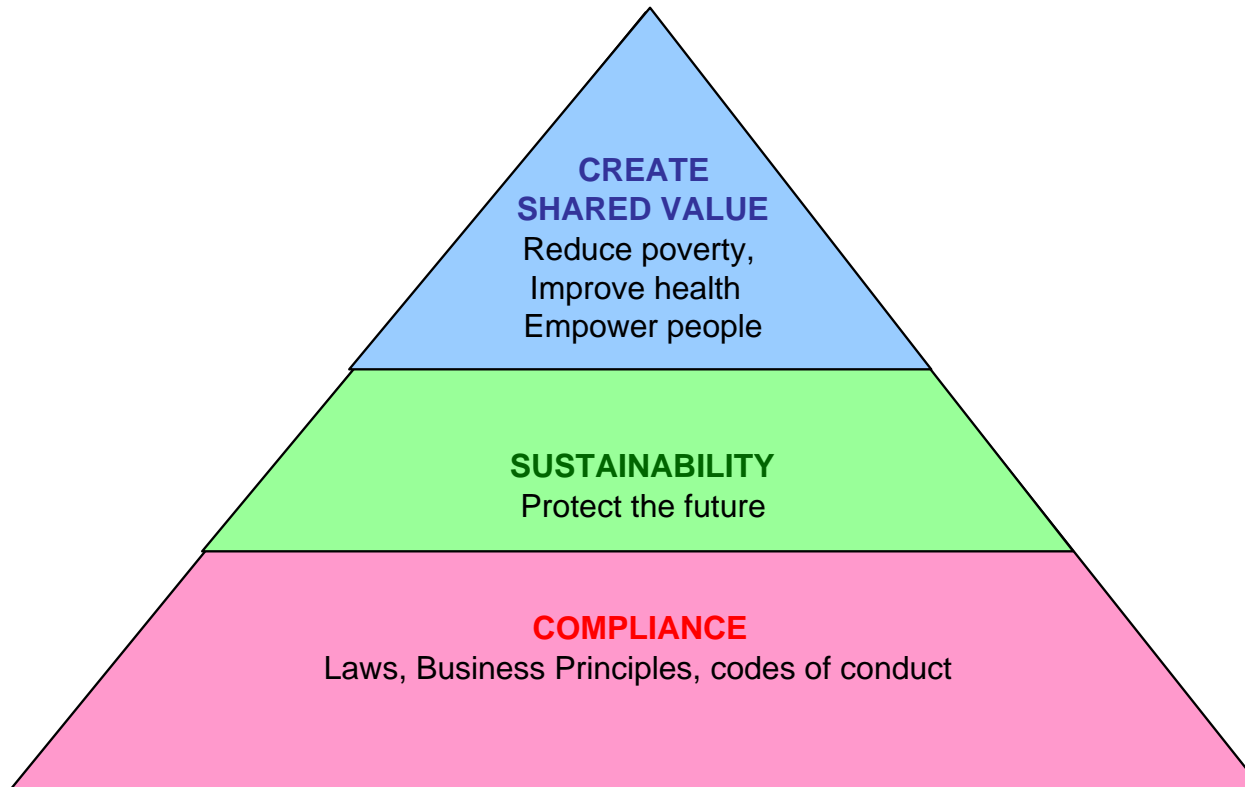 CREATE
SHARED VALUE
Reduce poverty,
Improve health
Empower people
SUSTAINABILITY
Protect the future
COMPLIANCE
Laws, Business Principles, codes of conduct